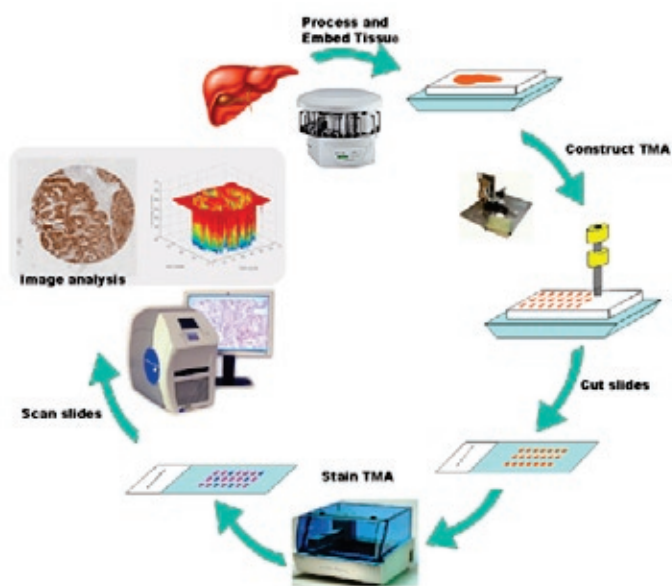 Process and
Embed Tissue
Construct TMA
Cut slides
Stain TMA
Scan slides
Image analysis